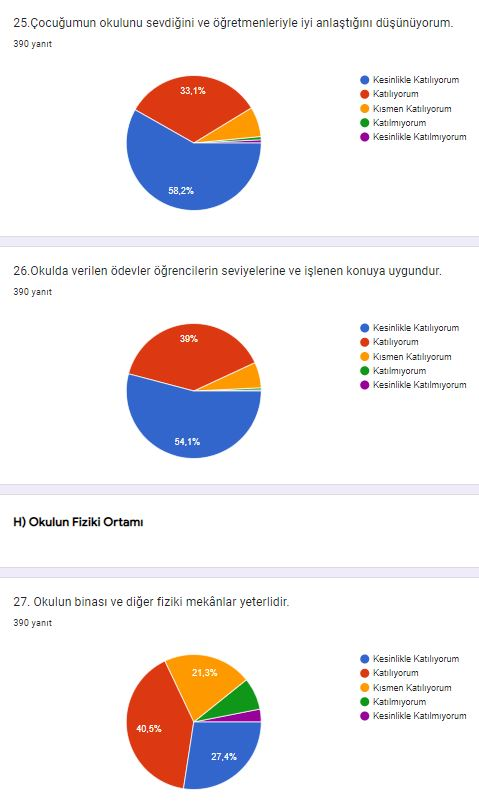 25.Çocuğumun okulunu sevdiğini ve öğretmenleriyle iyi anlaştığını düşünüyorum.
390 yanıt
33,1%
58,2%
Kesinlikle Katılıyorum
Katılıyorum
Kısmen Katılıyorum
Katılmıyorum
Kesinlikle Katılmıyorum
26.Okulda verilen ödevler öğrencilerin seviyelerine ve işlenen konuya uygundur.
390 yanıt
39%
54,1%
Kesinlikle Katılıyorum
Katılıyorum
Kısmen Katılıyorum
Katılmıyorum
Kesinlikle Katılmıyorum
H) Okulun Fiziki Ortamı
27. Okulun binası ve diğer fiziki mekânlar yeterlidir.
390 yanıt
21,3%
40,5%
27,4%
Kesinlikle Katılıyorum
Katılıyorum
Kısmen Katılıyorum
Katılmıyorum
Kesinlikle Katılmıyorum